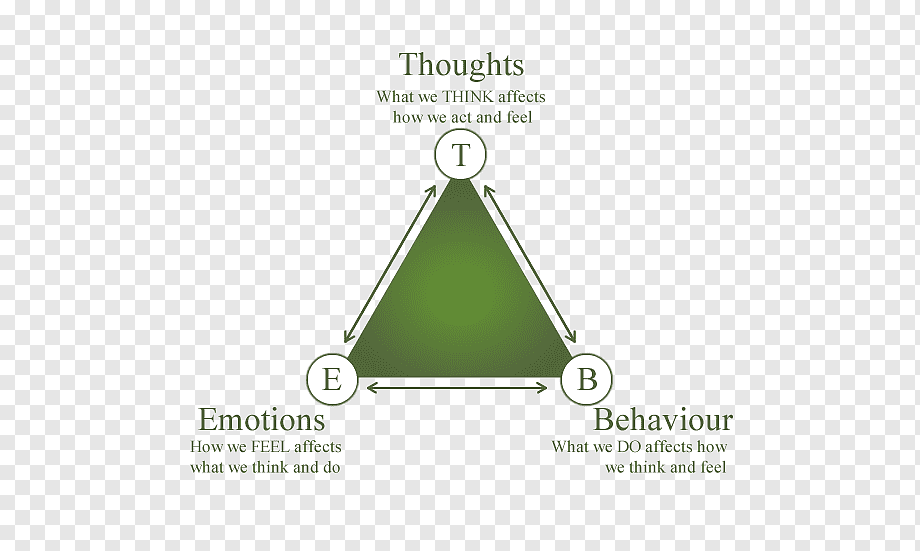 Thoughts
What we THINK affects
how we act and feel
T
E
B
Emotions
How we FEEL affects
what we think and do
Behaviour
What we DO affects how
we think and feel